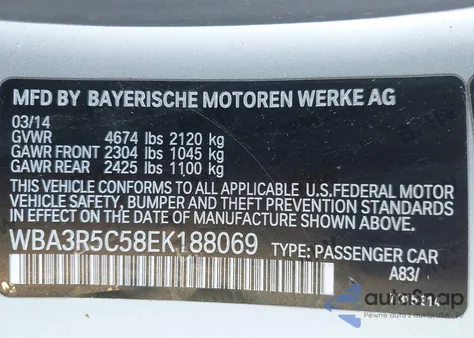 MFD BY BAYERISCHE MOTOREN WERKE AG
03/14
GVWR 4674 lbs 2120 kg
GAWR FRONT 2304 lbs 1045 kg
GAWR REAR 2425 lbs 1100 kg
THIS VEHICLE CONFORMS TO ALL APPLICABLE U.S.FEDERAL MOTOR
VEHICLE SAFETY, BUMPER AND THEFT PREVENTION STANDARDS IN
EFFECT ON THE DATE OF MANUFACTURE SHOWN ABOVE.
WBA3R5C58EK188069 TYPE: PASSENGER CAR
A83/
autoSnap
Pewne auta z